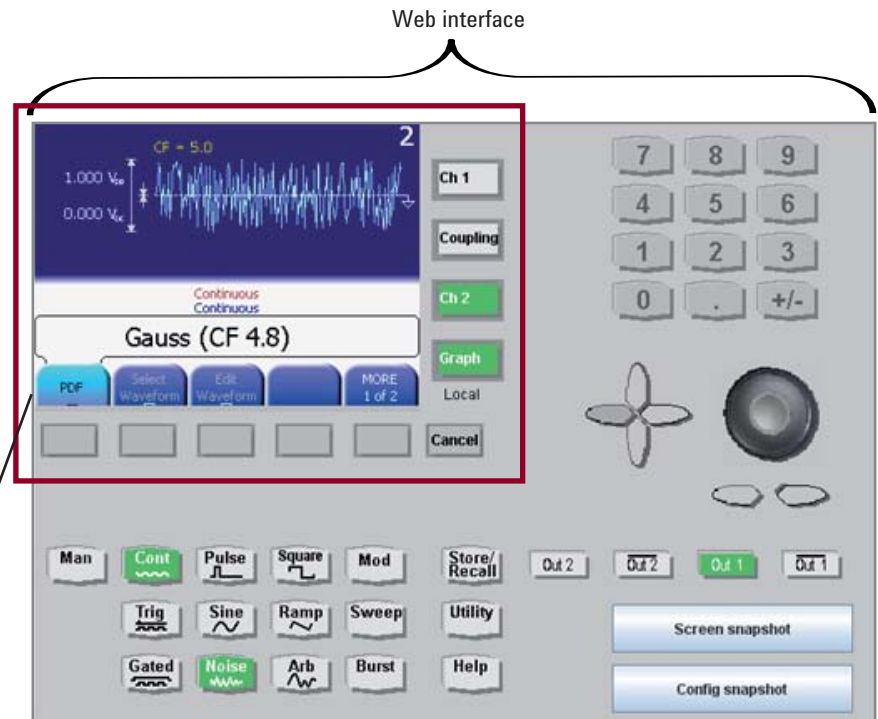 Web interface
2
CF = 5.0
1.000 Vpp
0.000 Vdc
Continuous
Continuous
Gauss (CF 4.8)
PDF
Select Waveform
Edit Waveform
MORE 1 of 2
Ch 1
Coupling
Ch 2
Graph
Local
Cancel
7 8 9
4 5 6
1 2 3
0 . +/-
Man Cont Pulse Square Mod Store/Recall
Out 2 Out 2 Out 1 Out 1
Trig Sine Ramp Sweep Utility
Screen snapshot
Gated Noise Arb Burst Help
Config snapshot